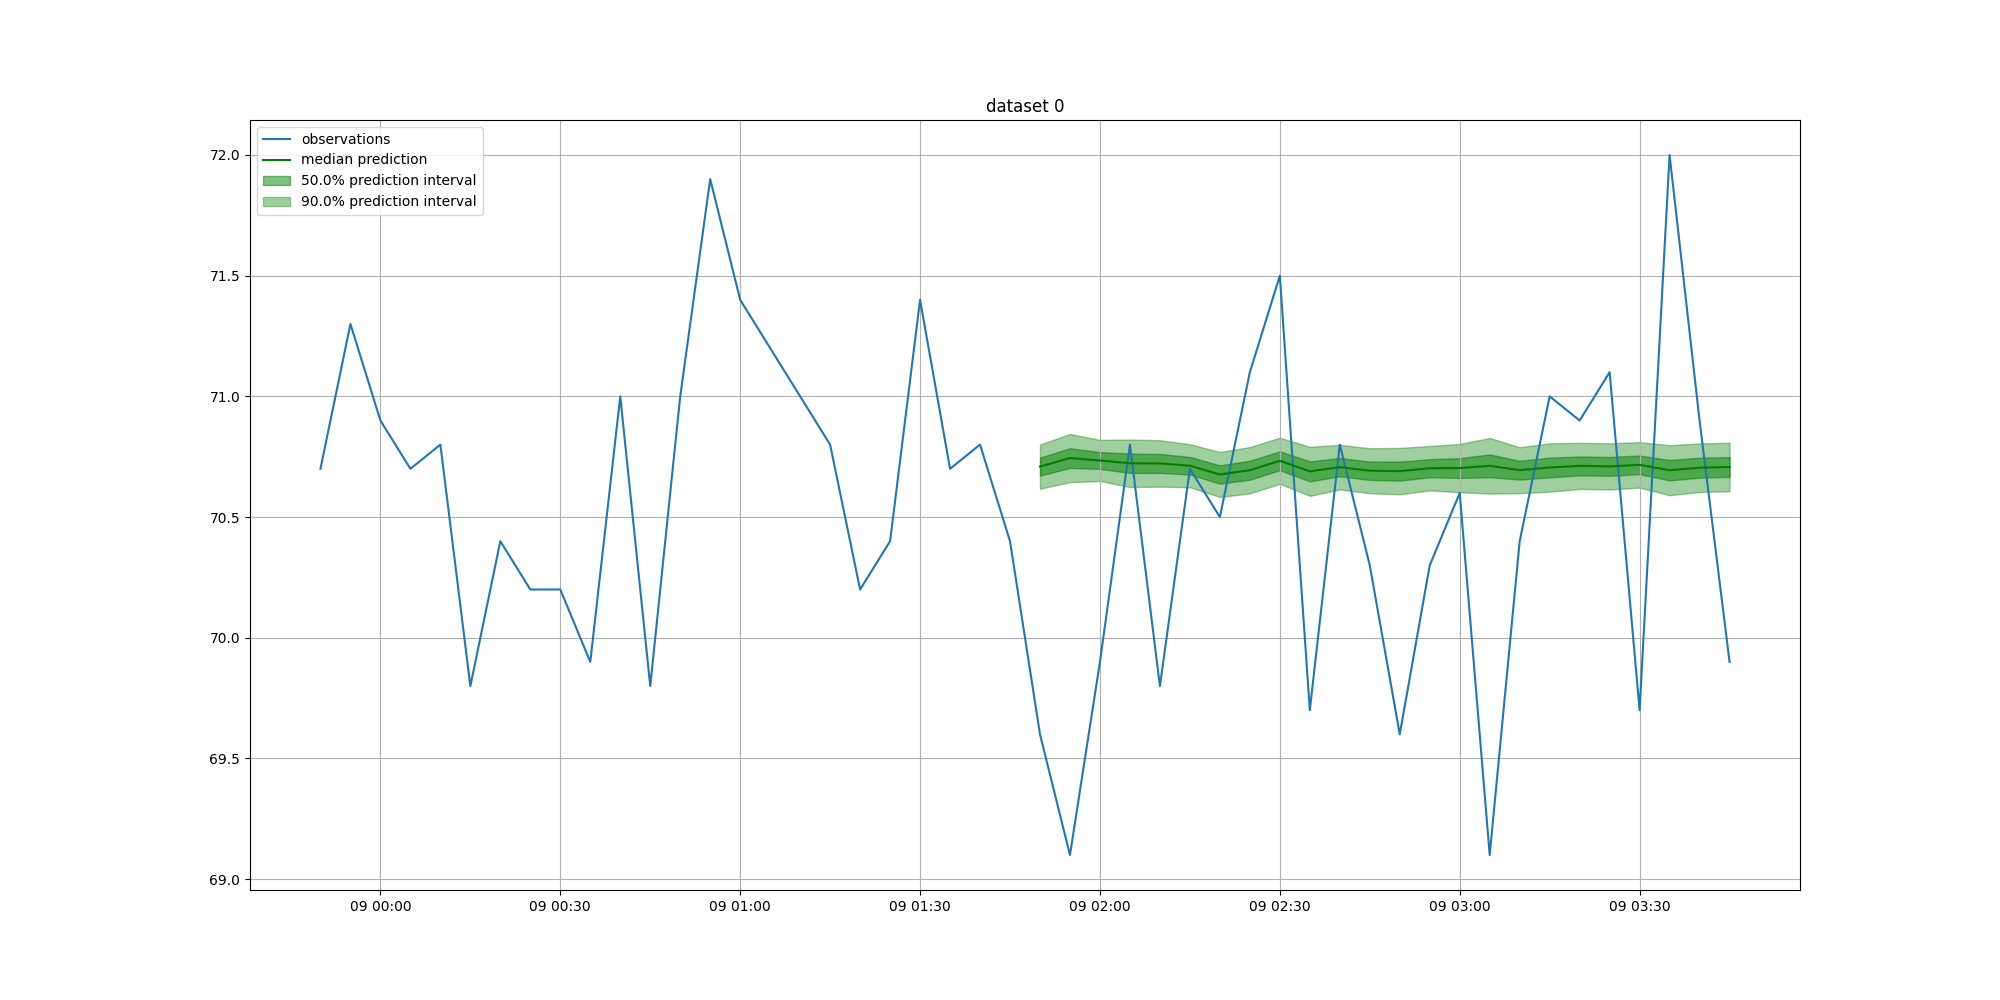 dataset 0
observations
median prediction
50.0% prediction interval
90.0% prediction interval
72.0
71.5
71.0
70.5
70.0
69.5
69.0
09 00:00 09 00:30 09 01:00 09 01:30 09 02:00 09 02:30 09 03:00 09 03:30